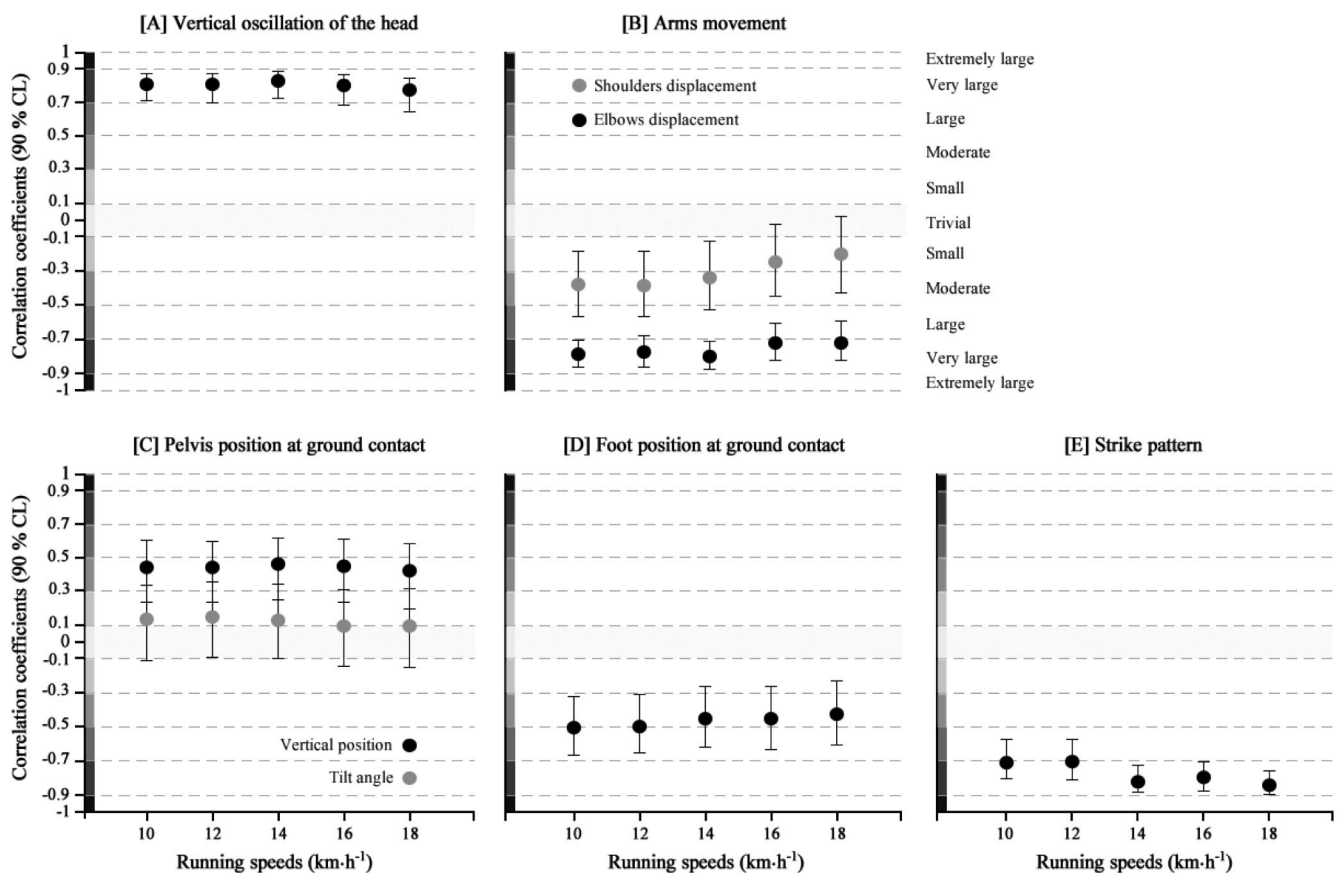 [A] Vertical oscillation of the head
[B] Arms movement
Correlation coefficients (90 % CL)
1
0.9
0.7
0.5
0.3
0.1
0
-0.1
-0.3
-0.5
-0.7
-0.9
-1
Shoulders displacement
Elbows displacement
Extremely large
Very large
Large
Moderate
Small
Trivial
Small
Moderate
Large
Very large
Extremely large
[C] Pelvis position at ground contact
[D] Foot position at ground contact
[E] Strike pattern
Correlation coefficients (90 % CL)
1
0.9
0.7
0.5
0.3
0.1
0
-0.1
-0.3
-0.5
-0.7
-0.9
-1
Vertical position
Tilt angle
10 12 14 16 18
10 12 14 16 18
10 12 14 16 18
Running speeds (km·h⁻¹)
Running speeds (km·h⁻¹)
Running speeds (km·h⁻¹)